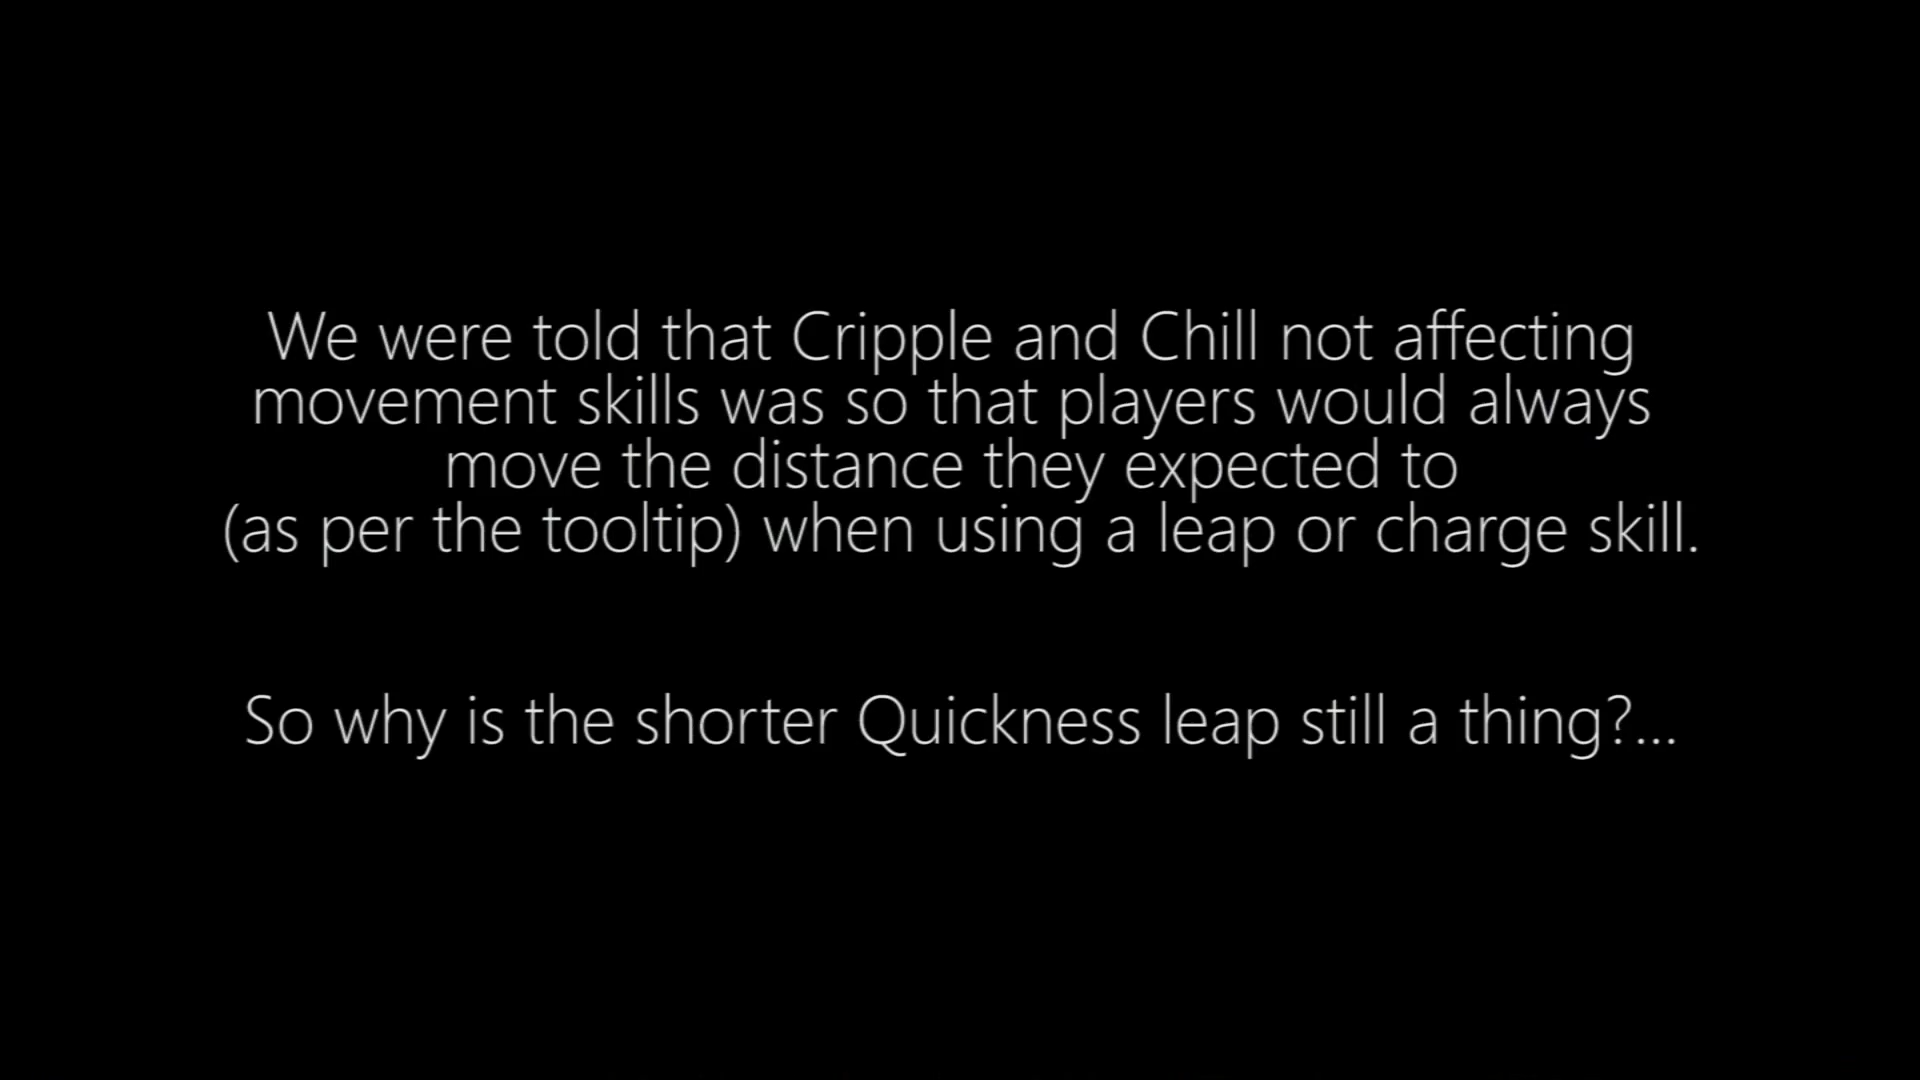 We were told that Cripple and Chill not affecting
movement skills was so that players would always
move the distance they expected to
(as per the tooltip) when using a leap or charge skill.
So why is the shorter Quickness leap still a thing?...